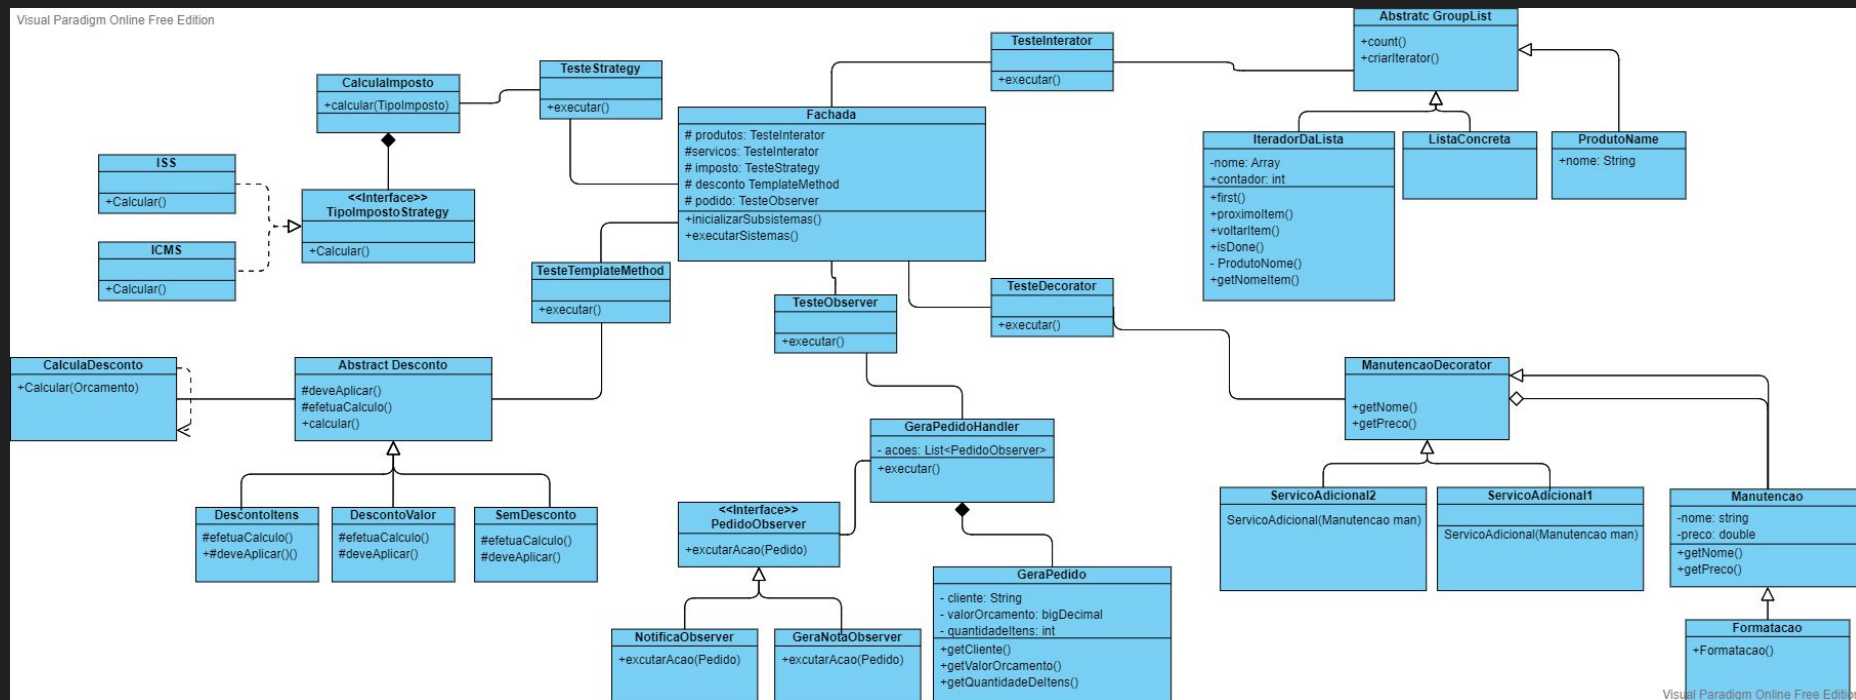 Visual Paradigm Online Free Edition
Abstratc GroupList
+count()
+criarIterator()
TesteInterator
+executar()
TesteStrategy
+executar()
CalculaImposto
+calcular(TipoImposto)
Fachada
# produtos: TesteInterator
#servicos: TesteInterator
# imposto: TesteStrategy
# desconto TemplateMethod
# podido: TesteObserver
+inicializarSubsistemas()
+executarSistemas()
IteradorDaLista
-nome: Array
+contador: int
+first()
+proximoItem()
+voltarItem()
+isDone()
- ProdutoNome()
+getNomeItem()
ListaConcreta
ProdutoName
+nome: String
ISS
+Calcular()
<<Interface>>
TipoImpostoStrategy
+Calcular()
ICMS
+Calcular()
TesteTemplateMethod
+executar()
TesteObserver
+executar()
TesteDecorator
+executar()
CalculaDesconto
+Calcular(Orcamento)
Abstract Desconto
#deveAplicar()
#efetuaCalculo()
+calcular()
ManutencaoDecorator
+getNome()
+getPreco()
GeraPedidoHandler
- acoes: List<PedidoObserver>
+executar()
DescontoItens
#efetuaCalculo()
+#deveAplicar()()
DescontoValor
#efetuaCalculo()
#deveAplicar()
SemDesconto
#efetuaCalculo()
#deveAplicar()
<<Interface>>
PedidoObserver
+excutarAcao(Pedido)
ServicoAdicional2
ServicoAdicional(Manutencao man)
ServicoAdicional1
ServicoAdicional(Manutencao man)
Manutencao
-nome: string
-preco: double
+getNome()
+getPreco()
GeraPedido
- cliente: String
- valorOrcamento: bigDecimal
- quantidadeItens: int
+getCliente()
+getValorOrcamento()
+getQuantidadeDeItens()
NotificaObserver
+excutarAcao(Pedido)
GeraNotaObserver
+excutarAcao(Pedido)
Formatacao
+Formatacao()
Visual Paradigm Online Free Edition